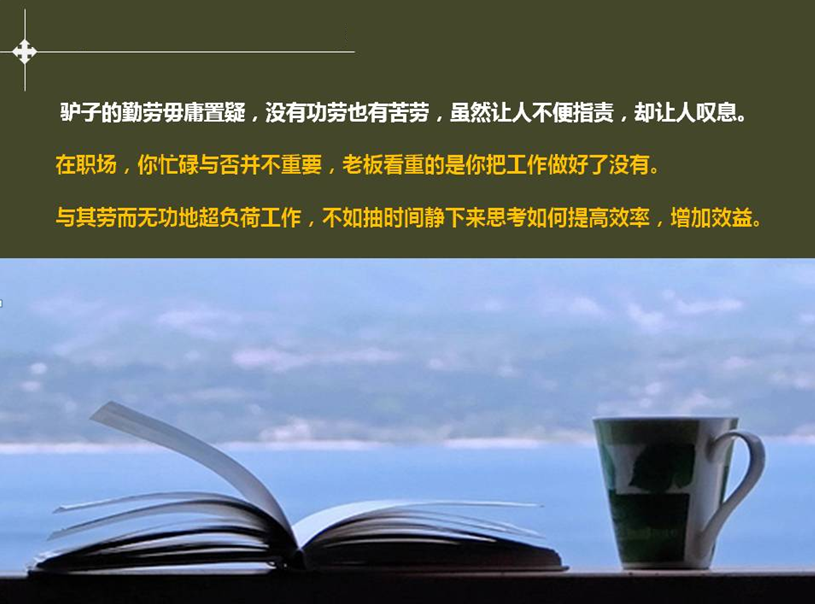 驴子的勤劳毋庸置疑，没有功劳也有苦劳，虽然让人不便指责，却让人叹息。
在职场，你忙碌与否并不重要，老板看重的是你把工作做好了没有。
与其劳而无功地超负荷工作，不如抽时间静下来思考如何提高效率，增加效益。